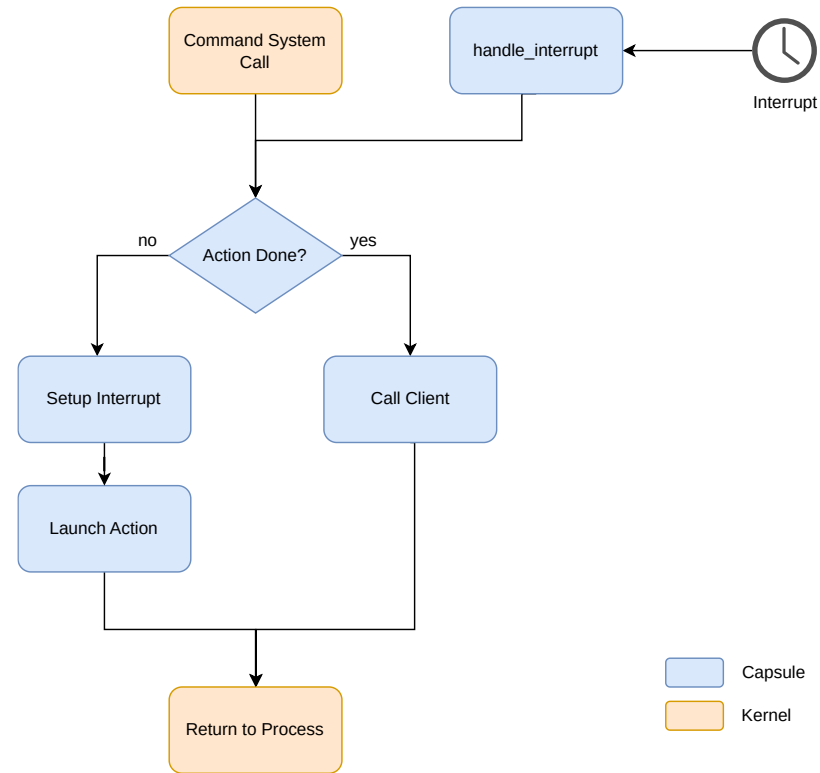 Command System
Call
handle_interrupt
Interrupt
no
Action Done?
yes
Setup Interrupt
Call Client
Launch Action
Return to Process
Capsule
Kernel